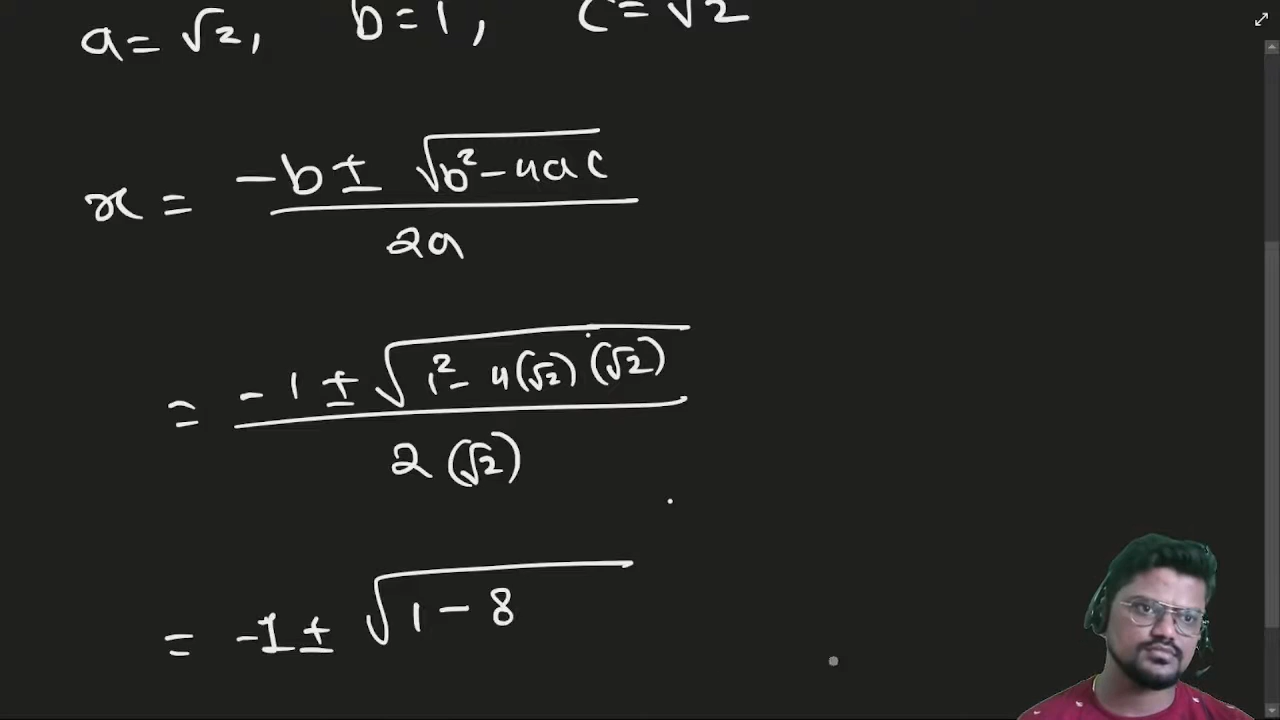 a = √2, b = 1, c = √2
x = -b ± √b² - 4ac / 2a
= -1 ± √1² - 4(√2)(√2) / 2(√2)
= -1 ± √1 - 8